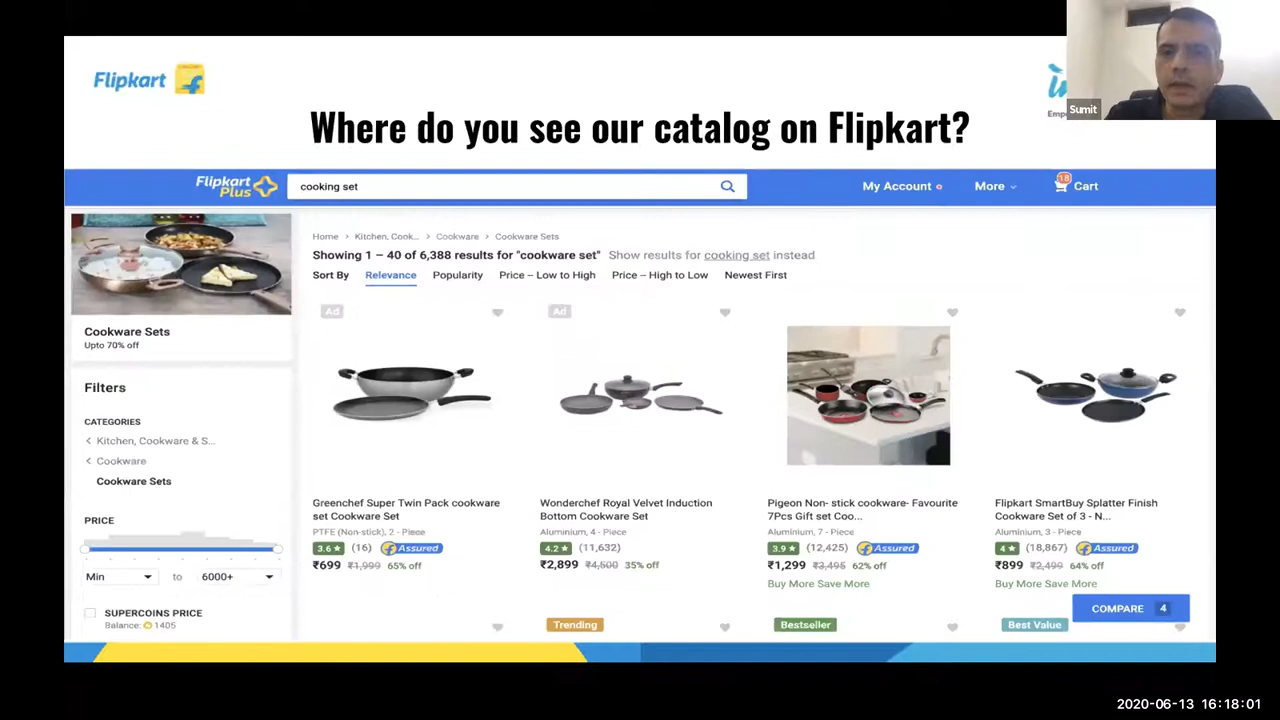 Flipkart
Sumit
Where do you see our catalog on Flipkart?
Flipkart
Plus
cooking set
My Account
More
18
Cart
Cookware Sets
Upto 70% off
Filters
CATEGORIES
Kitchen, Cookware & S...
Cookware
Cookware Sets
PRICE
Min
to
6000+
SUPERCOINS PRICE
Balance: 1405
Home > Kitchen, Cook... > Cookware > Cookware Sets
Showing 1 – 40 of 6,388 results for "cookware set" Show results for cooking set instead
Sort By Relevance Popularity Price – Low to High Price – High to Low Newest First
Ad
Greenchef Super Twin Pack cookware
set Cookware Set
PTFE (Non-stick), 2 - Piece
3.6 ★ (16) Assured
₹699 ₹1,999 65% off
Ad
Wonderchef Royal Velvet Induction
Bottom Cookware Set
Aluminium, 4 - Piece
4.2 ★ (11,632)
₹2,899 ₹4,500 35% off
Pigeon Non- stick cookware- Favourite
7Pcs Gift set Coo...
Aluminium, 7 - Piece
3.9 ★ (12,425) Assured
₹1,299 ₹3,495 62% off
Buy More Save More
Flipkart SmartBuy Splatter Finish
Cookware Set of 3 - N...
Aluminium, 3 - Piece
4 ★ (18,867) Assured
₹899 ₹2,499 64% off
Buy More Save More
COMPARE 4
Trending
Bestseller
Best Value
2020-06-13 16:18:01